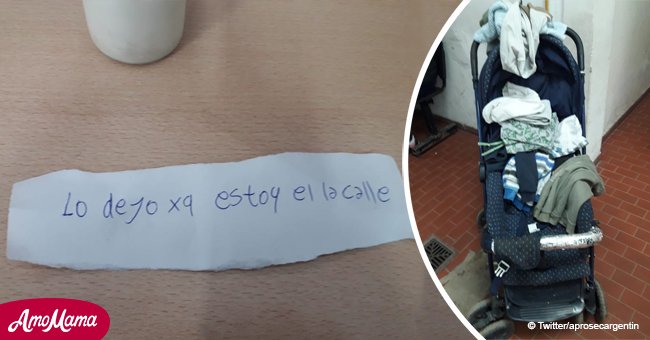 Lo dejo xq estoy el la calle
AmoMama
© Twitter/aprosecargentin